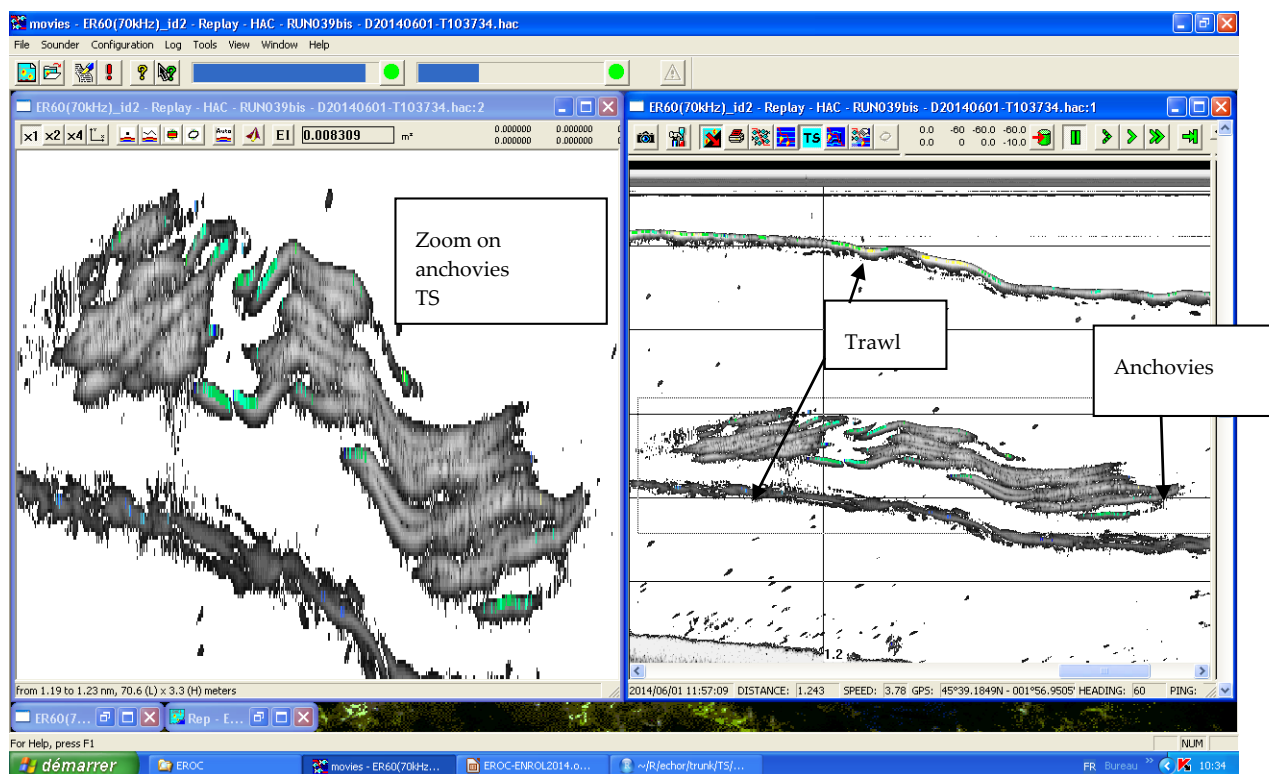 movies - ER60(70kHz)_id2 - Replay - HAC - RUN039bis - D20140601-T103734.hac
File Sounder Configuration Log Tools View Window Help
ER60(70kHz)_id2 - Replay - HAC - RUN039bis - D20140601-T103734.hac:2
x1 x2 x4 Auto EI 0.008309 m² 0.000000 0.000000
0.000000 0.000000
Zoom on
anchovies
TS
from 1.19 to 1.23 nm, 70.6 (L) x 3.3 (H) meters
ER60(70kHz)_id2 - Replay - HAC - RUN039bis - D20140601-T103734.hac:1
TS 0.0 -60 -60.0 -60.0
0.0 0 0.0 -10.0
Trawl
Anchovies
1.2
2014/06/01 11:57:09 DISTANCE: 1.243 SPEED: 3.78 GPS: 45°39.1849N - 001°56.9505' HEADING: 60 PING:
ER60(7... Rep - E...
For Help, press F1
NUM
démarrer EROC movies - ER60(70kHz... EROC-ENROL2014.o... ~/R/echor/trunk/TS/... FR Bureau » 10:34